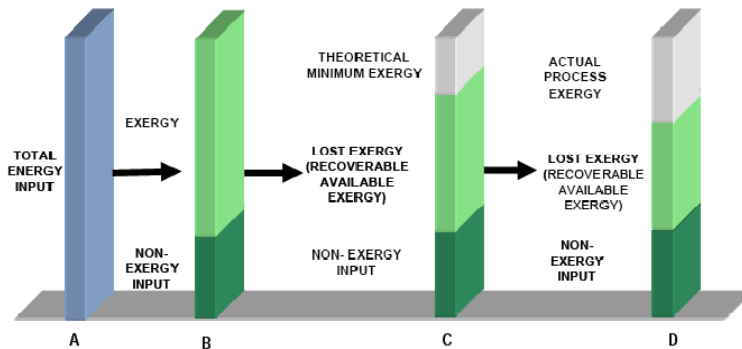 TOTAL
ENERGY
INPUT
EXERGY
NON-
EXERGY
INPUT
THEORETICAL
MINIMUM EXERGY
LOST EXERGY
(RECOVERABLE
AVAILABLE
EXERGY)
NON- EXERGY
INPUT
ACTUAL
PROCESS
EXERGY
LOST EXERGY
(RECOVERABLE
AVAILABLE
EXERGY)
NON-
EXERGY
INPUT
A
B
C
D